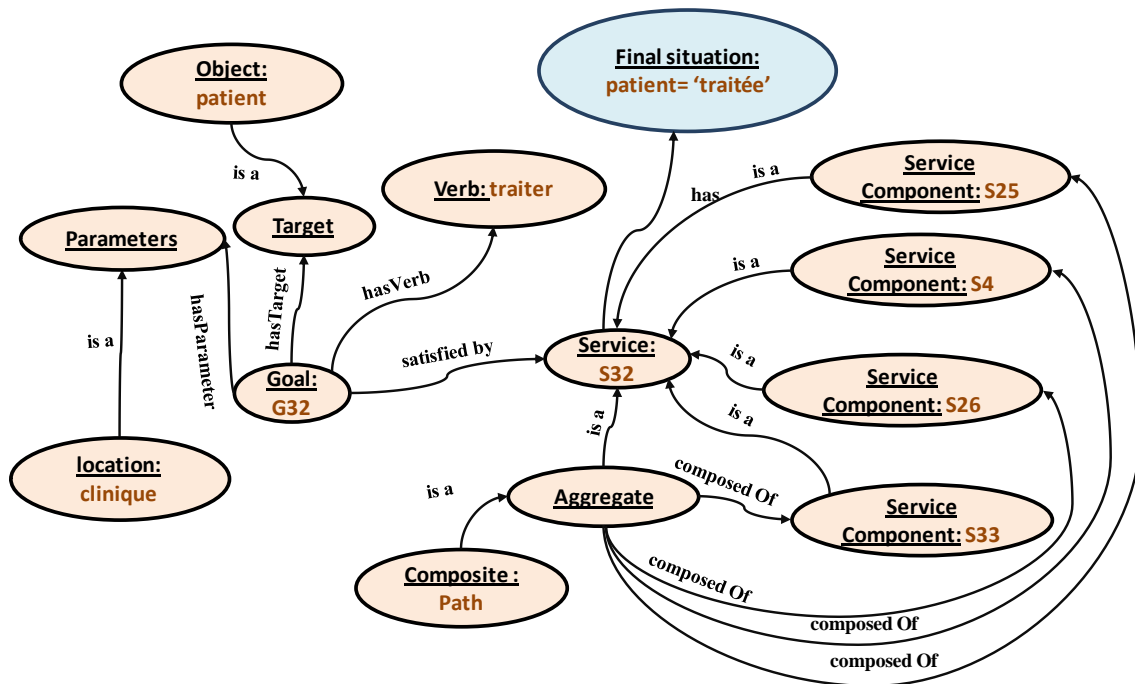 Object:
patient
Final situation:
patient= ‘traitée’
is a
Verb: traiter
Service
Component: S25
is a
has
Parameters
Target
hasTarget
hasVerb
hasParameter
is a
Service
Component: S4
is a
is a
satisfied by
Service:
S32
Goal:
G32
Service
Component: S26
is a
is a
location:
clinique
is a
Aggregate
composed Of
Service
Component: S33
Composite :
Path
composed Of
composed Of
composed Of